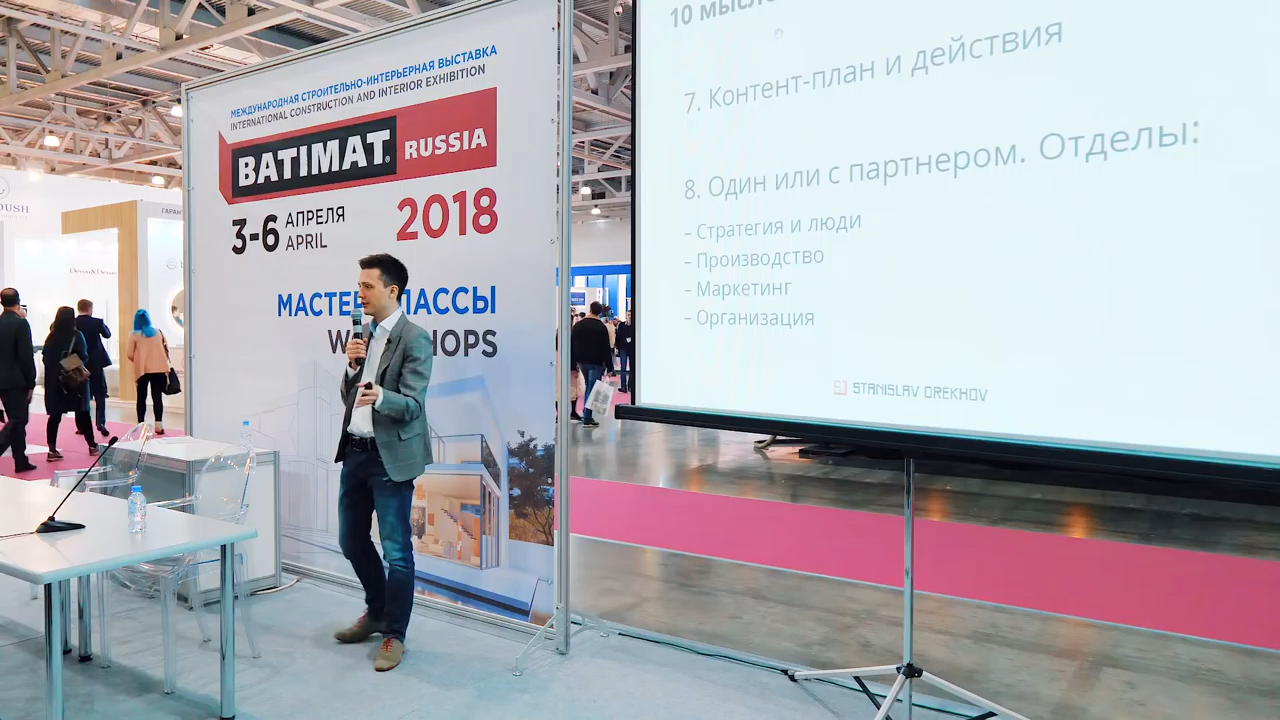 МЕЖДУНАРОДНАЯ СТРОИТЕЛЬНО-ИНТЕРЬЕРНАЯ ВЫСТАВКА
INTERNATIONAL CONSTRUCTION AND INTERIOR EXHIBITION
BATIMAT® RUSSIA
3-6 АПРЕЛЯ
APRIL
2018
10
7. Контент-план и действия
8. Один или с партнером. Отделы:
- Стратегия и люди
- Производство
- Маркетинг
- Организация
STANISLAV OREKHOV